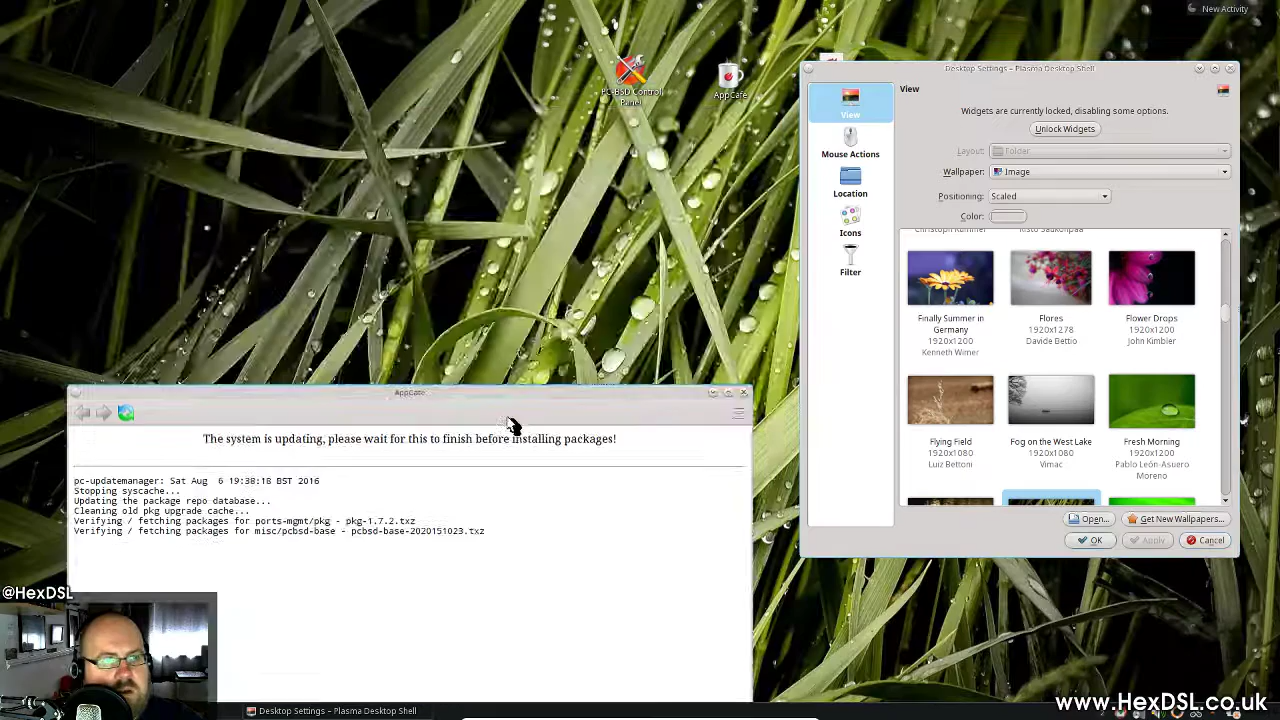 New Activity
PC-BSD Control
Panel
AppCafe
Desktop Settings – Plasma Desktop Shell
View
Mouse Actions
Location
Icons
Filter
View
Widgets are currently locked, disabling some options.
Unlock Widgets
Layout: Folder
Wallpaper: Image
Positioning: Scaled
Color:
Christoph Kummer
Risto Saukonpää
Finally Summer in
Germany
1920x1200
Kenneth Wimer
Flores
1920x1278
Davide Bettio
Flower Drops
1920x1200
John Kimbler
Flying Field
1920x1080
Luiz Bettoni
Fog on the West Lake
1920x1080
Vimac
Fresh Morning
1920x1200
Pablo León-Asuero
Moreno
Open...
Get New Wallpapers...
OK
Apply
Cancel
AppCafe
The system is updating, please wait for this to finish before installing packages!
pc-updatemanager: Sat Aug  6 19:38:18 BST 2016
Stopping syscache...
Updating the package repo database...
Cleaning old pkg upgrade cache...
Verifying / fetching packages for ports-mgmt/pkg - pkg-1.7.2.txz
Verifying / fetching packages for misc/pcbsd-base - pcbsd-base-2020151023.txz
@HexDSL
Desktop Settings – Plasma Desktop Shell
www.HexDSL.co.uk